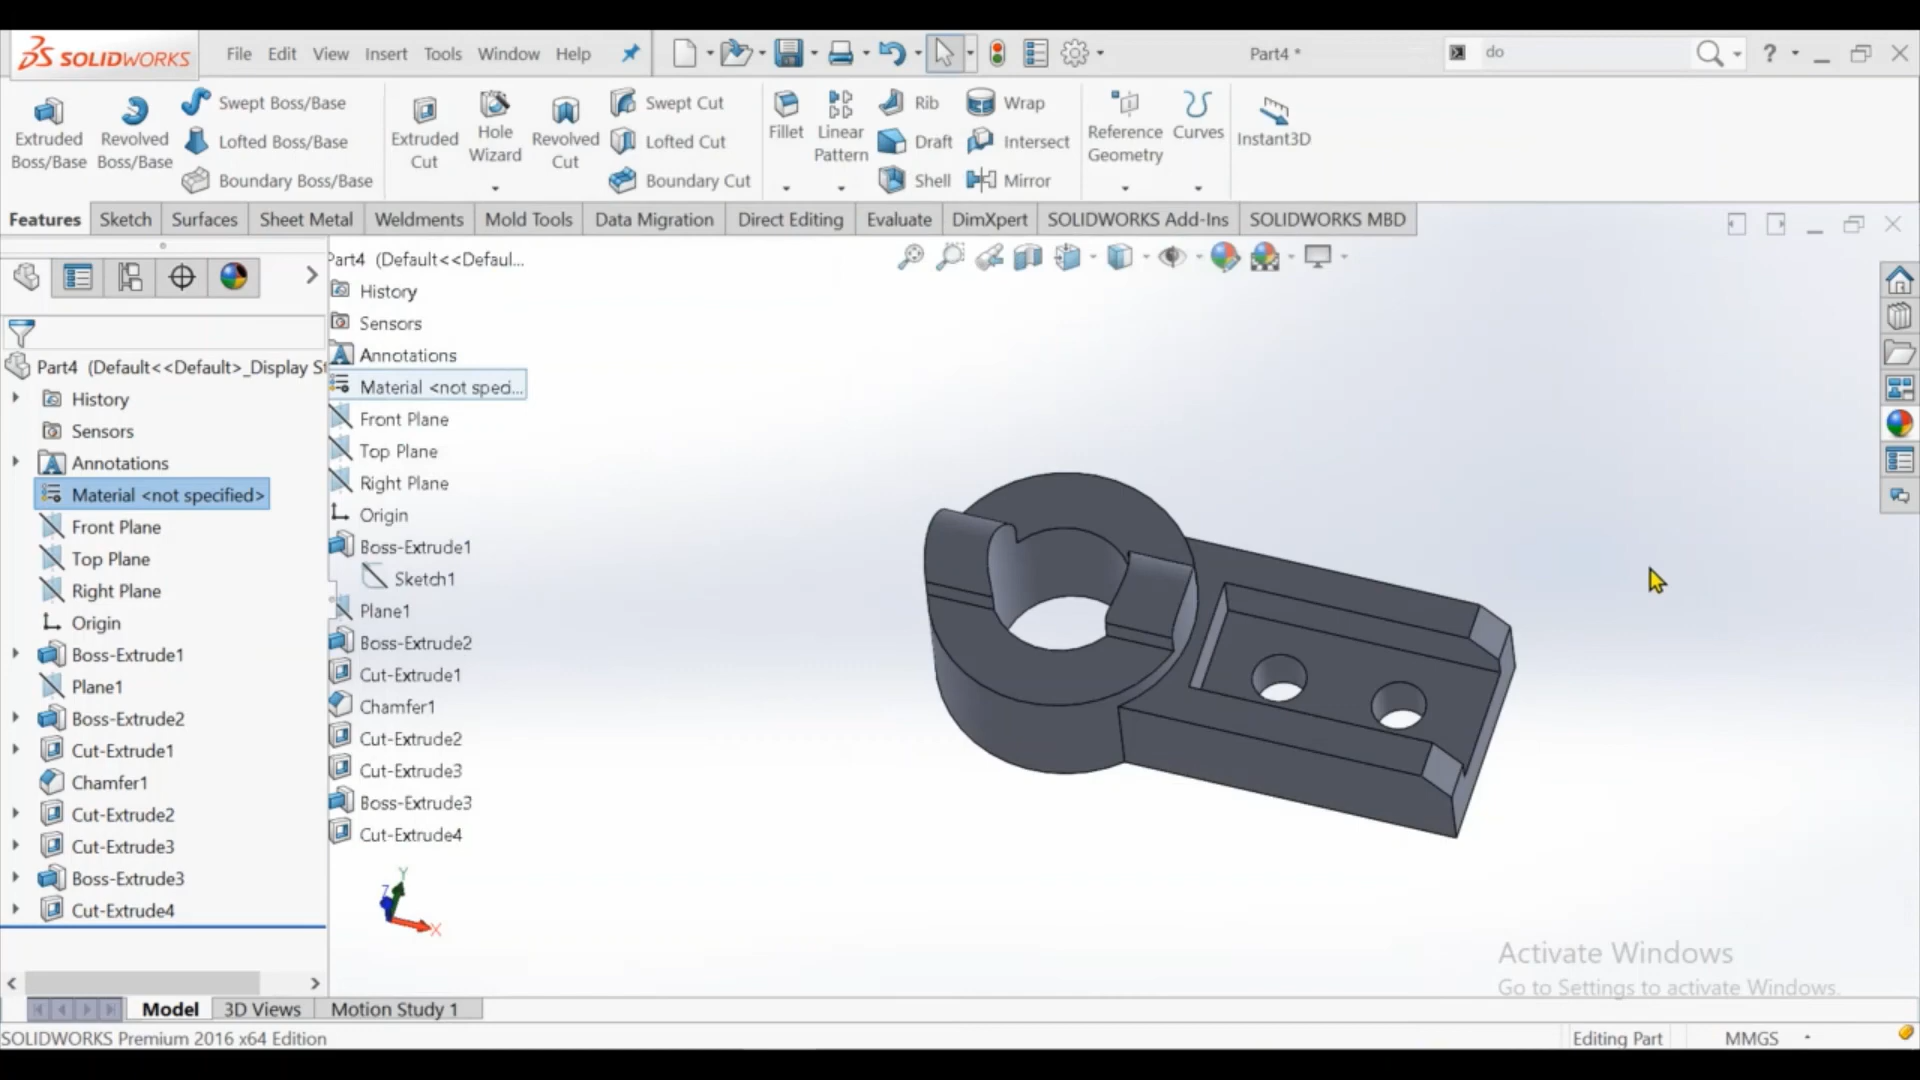 SOLIDWORKS File Edit View Insert Tools Window Help Part4 * do ?
Extruded Boss/Base
Revolved Boss/Base
Swept Boss/Base
Lofted Boss/Base
Boundary Boss/Base
Extruded Cut
Hole Wizard
Revolved Cut
Swept Cut
Lofted Cut
Boundary Cut
Fillet
Linear Pattern
Rib
Draft
Shell
Wrap
Intersect
Mirror
Reference Geometry
Curves
Instant3D
Features Sketch Surfaces Sheet Metal Weldments Mold Tools Data Migration Direct Editing Evaluate DimXpert SOLIDWORKS Add-Ins SOLIDWORKS MBD
Part4 (Default<<Default>_Display St
History
Sensors
Annotations
Material <not specified>
Front Plane
Top Plane
Right Plane
Origin
Boss-Extrude1
Plane1
Boss-Extrude2
Cut-Extrude1
Chamfer1
Cut-Extrude2
Cut-Extrude3
Boss-Extrude3
Cut-Extrude4
Part4 (Default<<Defaul...
History
Sensors
Annotations
Material <not speci...
Front Plane
Top Plane
Right Plane
Origin
Boss-Extrude1
Sketch1
Plane1
Boss-Extrude2
Cut-Extrude1
Chamfer1
Cut-Extrude2
Cut-Extrude3
Boss-Extrude3
Cut-Extrude4
Y
Z
X
Activate Windows
Go to Settings to activate Windows.
Model 3D Views Motion Study 1
SOLIDWORKS Premium 2016 x64 Edition Editing Part MMGS -